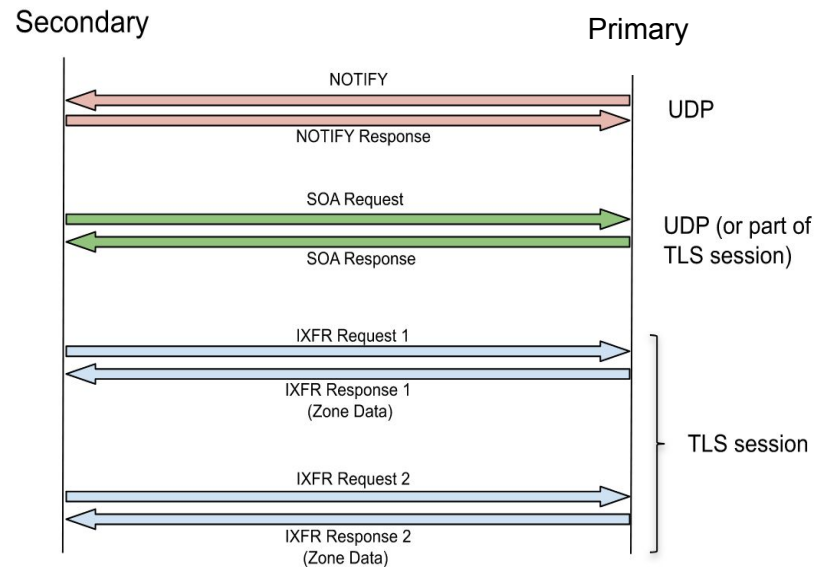 Secondary
Primary
NOTIFY
UDP
NOTIFY Response
SOA Request
UDP (or part of
TLS session)
SOA Response
IXFR Request 1
IXFR Response 1
(Zone Data)
TLS session
IXFR Request 2
IXFR Response 2
(Zone Data)